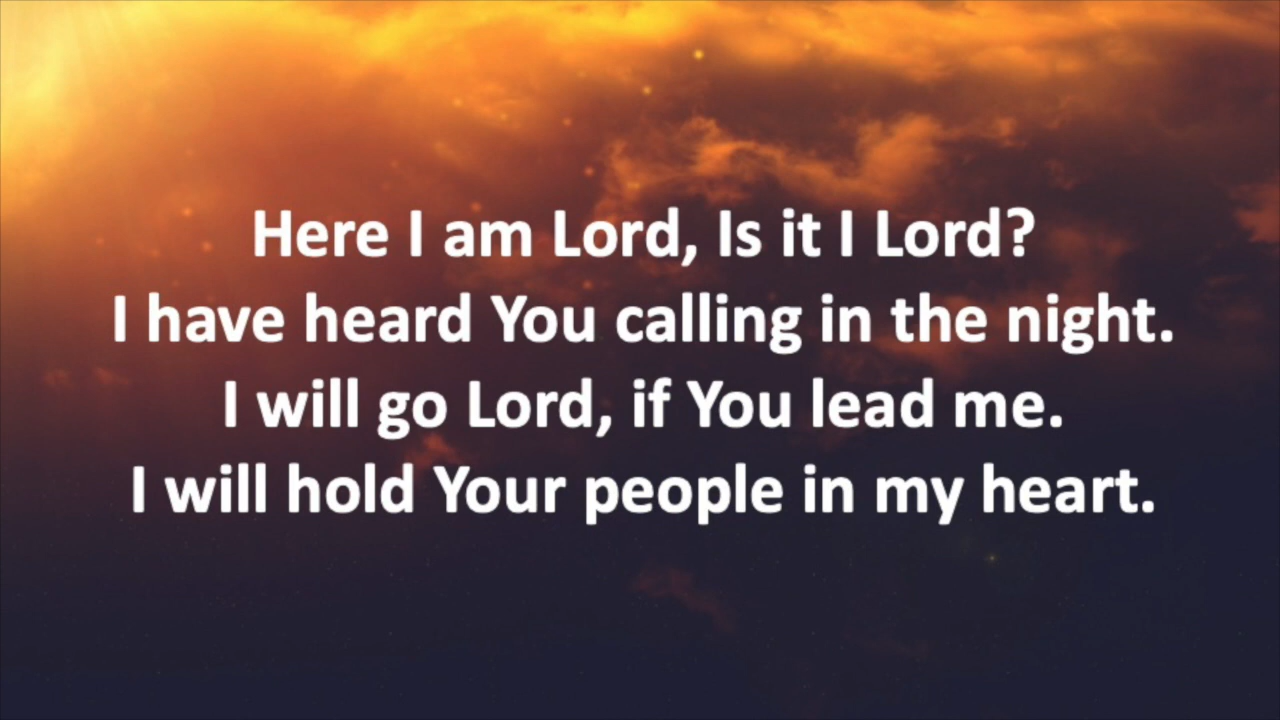 Here I am Lord, Is it I Lord?
I have heard You calling in the night.
I will go Lord, if You lead me.
I will hold Your people in my heart.